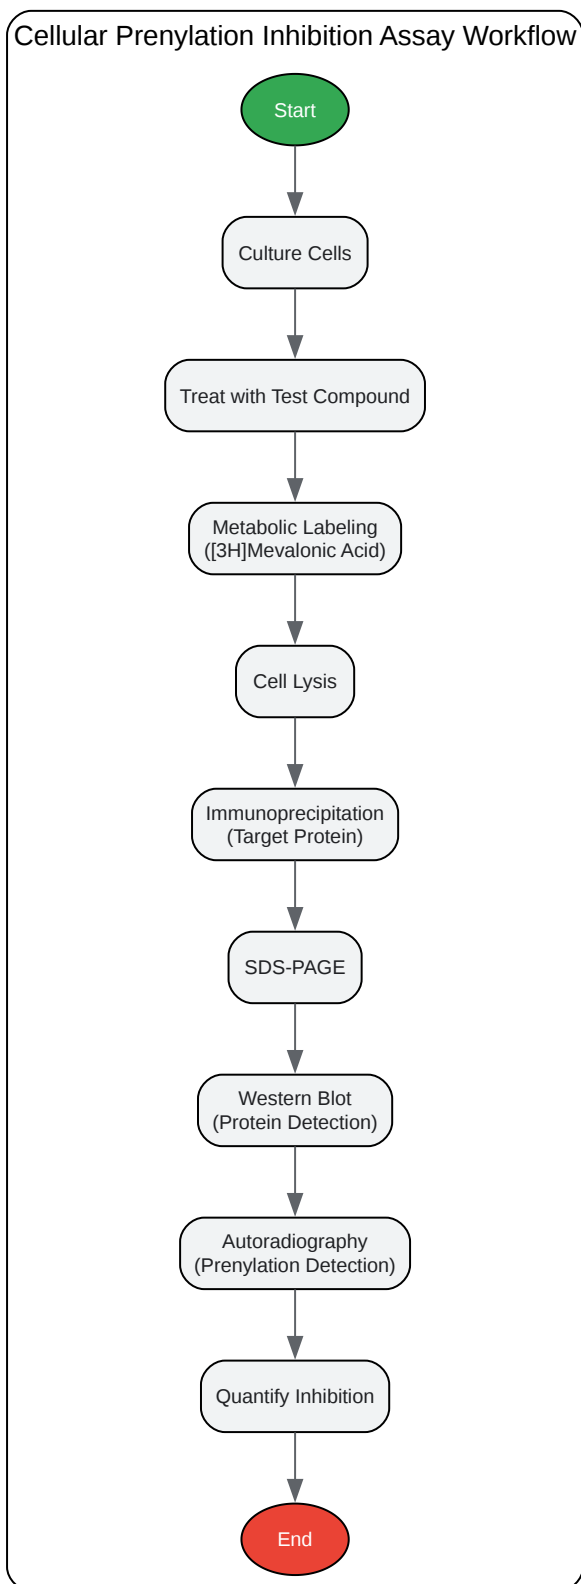 Cellular Prenylation Inhibition Assay Workflow
Start
Culture Cells
Treat with Test Compound
Metabolic Labeling
([3H]Mevalonic Acid)
Cell Lysis
Immunoprecipitation
(Target Protein)
SDS-PAGE
Western Blot
(Protein Detection)
Autoradiography
(Prenylation Detection)
Quantify Inhibition
End